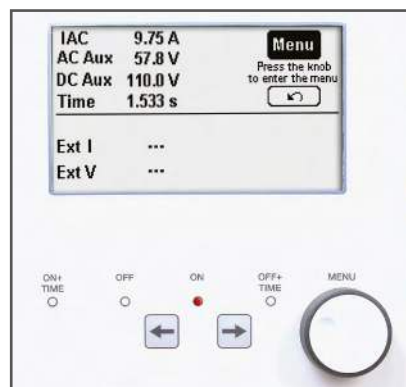 IAC 9.75 A
AC Aux 57.8 V
DC Aux 110.0 V
Time 1.533 s
Menu
Press the knob
to enter the menu
Ext I ---
Ext V ---
ON+
TIME
OFF
ON
OFF+
TIME
MENU